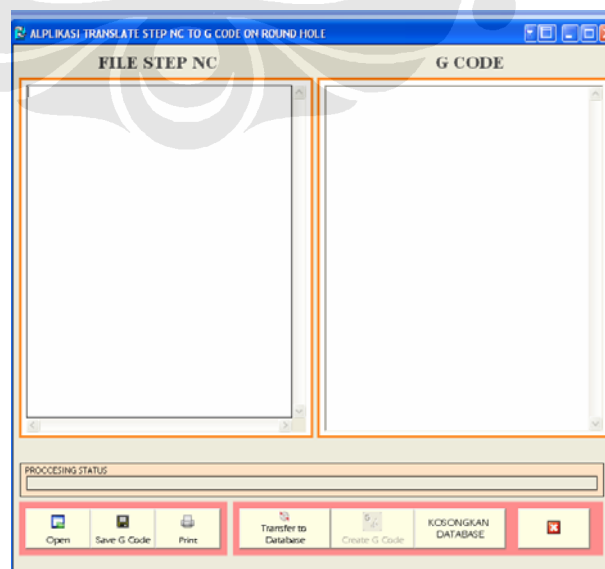 ALPLIKASI TRANSLATE STEP NC TO G CODE ON ROUND HOLE
FILE STEP NC
G CODE
PROCCESING STATUS
Open
Save G Code
Print
Transfer to
Database
Create G Code
KOSONGKAN
DATABASE